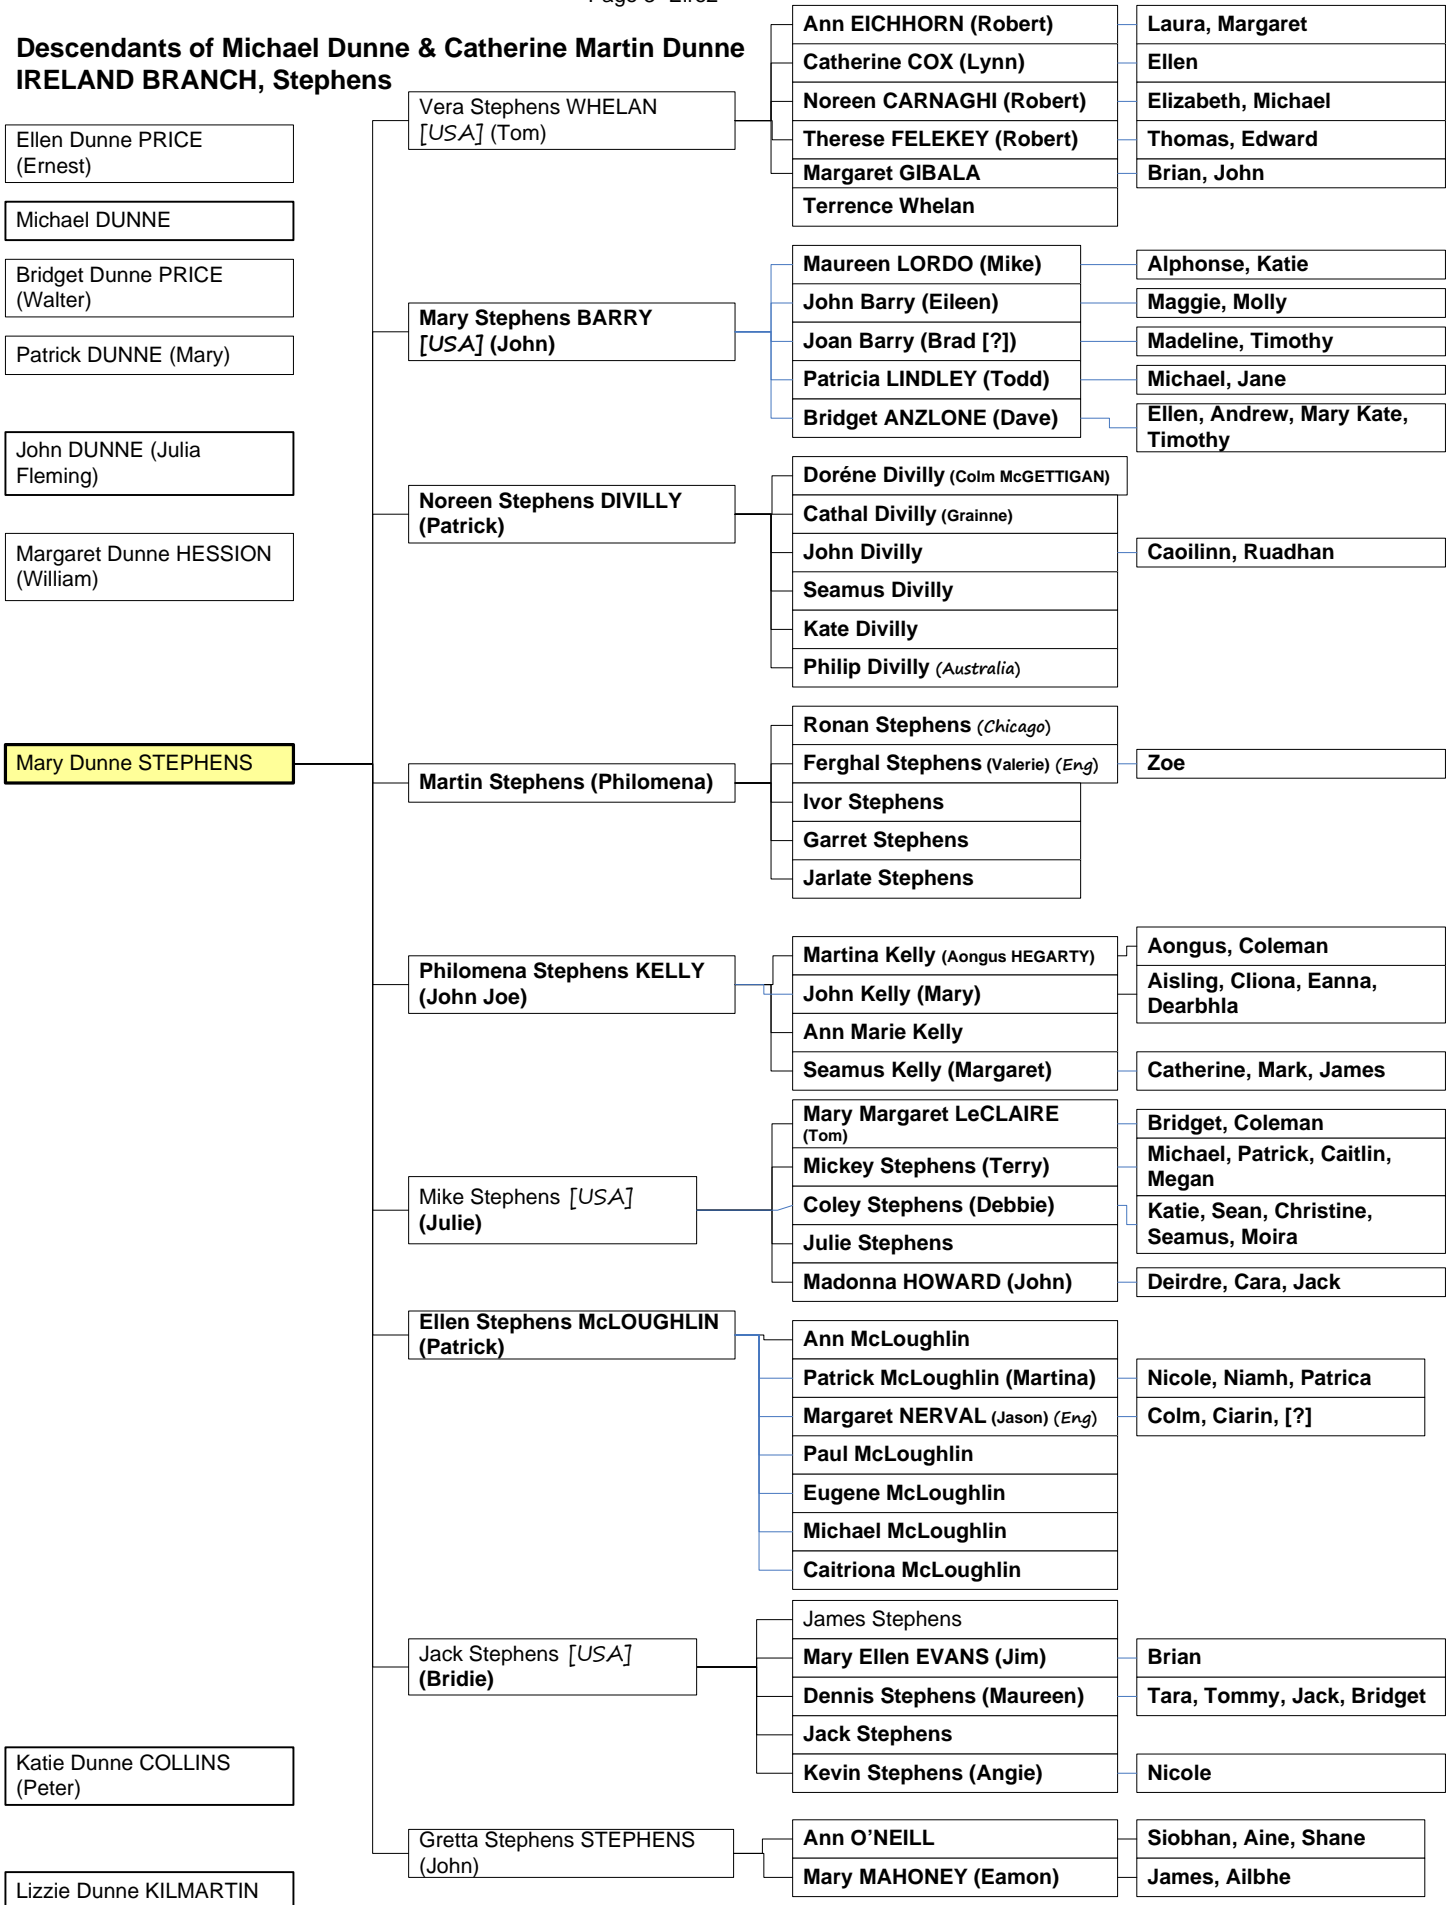 Descendants of Michael Dunne & Catherine Martin Dunne
IRELAND BRANCH, Stephens
Ellen Dunne PRICE
(Ernest)
Michael DUNNE
Bridget Dunne PRICE
(Walter)
Patrick DUNNE (Mary)
John DUNNE (Julia
Fleming)
Margaret Dunne HESSION
(William)
Mary Dunne STEPHENS
Katie Dunne COLLINS
(Peter)
Lizzie Dunne KILMARTIN
Vera Stephens WHELAN
[USA] (Tom)
Ann EICHHORN (Robert)
Laura, Margaret
Catherine COX (Lynn)
Ellen
Noreen CARNAGHI (Robert)
Elizabeth, Michael
Therese FELEKEY (Robert)
Thomas, Edward
Margaret GIBALA
Brian, John
Terrence Whelan
Mary Stephens BARRY
[USA] (John)
Maureen LORDO (Mike)
Alphonse, Katie
John Barry (Eileen)
Maggie, Molly
Joan Barry (Brad [?])
Madeline, Timothy
Patricia LINDLEY (Todd)
Michael, Jane
Bridget ANZLONE (Dave)
Ellen, Andrew, Mary Kate,
Timothy
Noreen Stephens DIVILLY
(Patrick)
Doréne Divilly (Colm McGETTIGAN)
Cathal Divilly (Grainne)
John Divilly
Caoilinn, Ruadhan
Seamus Divilly
Kate Divilly
Philip Divilly (Australia)
Martin Stephens (Philomena)
Ronan Stephens (Chicago)
Ferghal Stephens (Valerie) (Eng)
Zoe
Ivor Stephens
Garret Stephens
Jarlate Stephens
Philomena Stephens KELLY
(John Joe)
Martina Kelly (Aongus HEGARTY)
Aongus, Coleman
John Kelly (Mary)
Aisling, Cliona, Eanna,
Dearbhla
Ann Marie Kelly
Seamus Kelly (Margaret)
Catherine, Mark, James
Mike Stephens [USA]
(Julie)
Mary Margaret LeCLAIRE
(Tom)
Bridget, Coleman
Mickey Stephens (Terry)
Michael, Patrick, Caitlin,
Megan
Coley Stephens (Debbie)
Katie, Sean, Christine,
Seamus, Moira
Julie Stephens
Madonna HOWARD (John)
Deirdre, Cara, Jack
Ellen Stephens McLOUGHLIN
(Patrick)
Ann McLoughlin
Patrick McLoughlin (Martina)
Nicole, Niamh, Patrica
Margaret NERVAL (Jason) (Eng)
Colm, Ciarin, [?]
Paul McLoughlin
Eugene McLoughlin
Michael McLoughlin
Caitriona McLoughlin
Jack Stephens [USA]
(Bridie)
James Stephens
Mary Ellen EVANS (Jim)
Brian
Dennis Stephens (Maureen)
Tara, Tommy, Jack, Bridget
Jack Stephens
Kevin Stephens (Angie)
Nicole
Gretta Stephens STEPHENS
(John)
Ann O'NEILL
Siobhan, Aine, Shane
Mary MAHONEY (Eamon)
James, Ailbhe